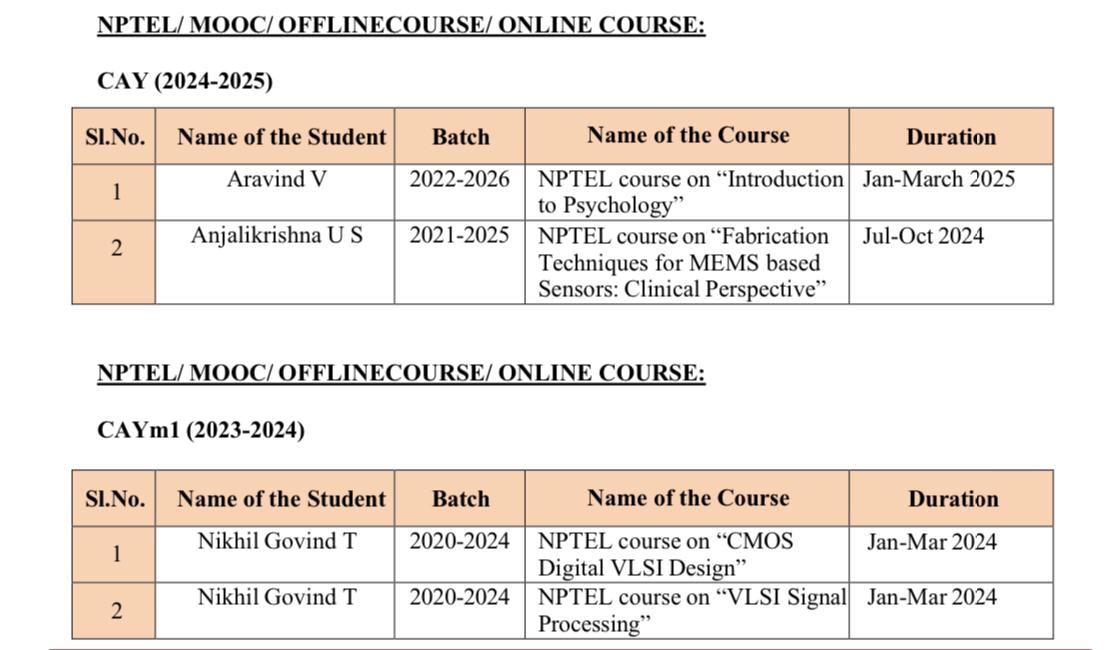 NPTEL/ MOOC/ OFFLINECOURSE/ ONLINE COURSE:
CAY (2024-2025)
Sl.No. Name of the Student Batch Name of the Course Duration
1 Aravind V 2022-2026 NPTEL course on “Introduction Jan-March 2025
to Psychology”
2 Anjalikrishna U S 2021-2025 NPTEL course on “Fabrication Jul-Oct 2024
Techniques for MEMS based
Sensors: Clinical Perspective”
NPTEL/ MOOC/ OFFLINECOURSE/ ONLINE COURSE:
CAYm1 (2023-2024)
Sl.No. Name of the Student Batch Name of the Course Duration
1 Nikhil Govind T 2020-2024 NPTEL course on “CMOS Jan-Mar 2024
Digital VLSI Design”
2 Nikhil Govind T 2020-2024 NPTEL course on “VLSI Signal Jan-Mar 2024
Processing”